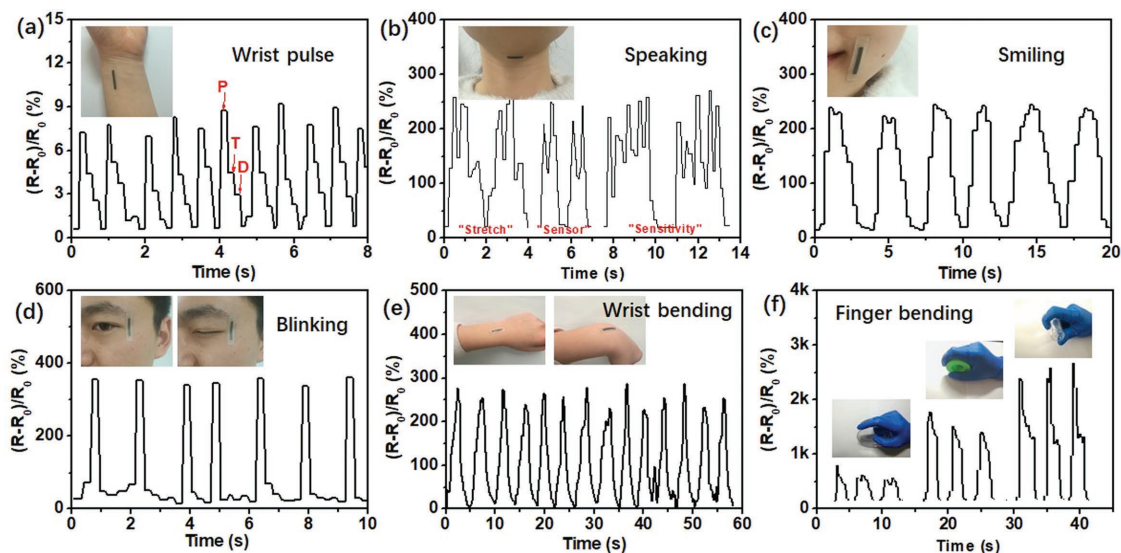 (a)
Wrist pulse
15
12
9
6
3
0
(R-R0)/R0 (%)
P
T
D
0 2 4 6 8
Time (s)
(b)
Speaking
400
350
300
200
100
0
(R-R0)/R0 (%)
"Stretch" "Sensor" "Sensitivity"
0 2 4 6 8 10 12 14
Time (s)
(c)
Smiling
400
300
200
100
0
(R-R0)/R0 (%)
0 5 10 15 20
Time (s)
(d)
Blinking
600
400
200
0
(R-R0)/R0 (%)
0 2 4 6 8 10
Time (s)
(e)
Wrist bending
500
400
300
200
100
0
(R-R0)/R0 (%)
0 10 20 30 40 50 60
Time (s)
(f)
Finger bending
4k
3k
2k
1k
0
(R-R0)/R0 (%)
0 10 20 30 40
Time (s)